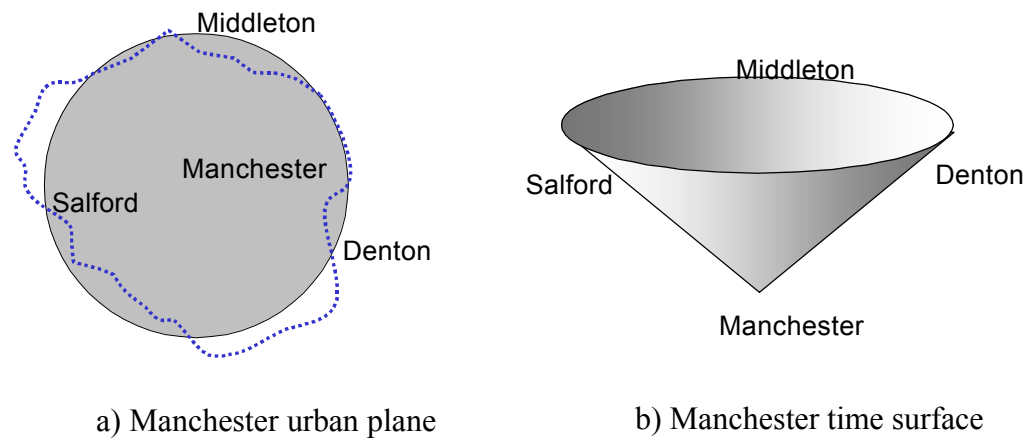 Middleton
Manchester
Salford
Denton
a) Manchester urban plane
Middleton
Salford
Denton
Manchester
b) Manchester time surface